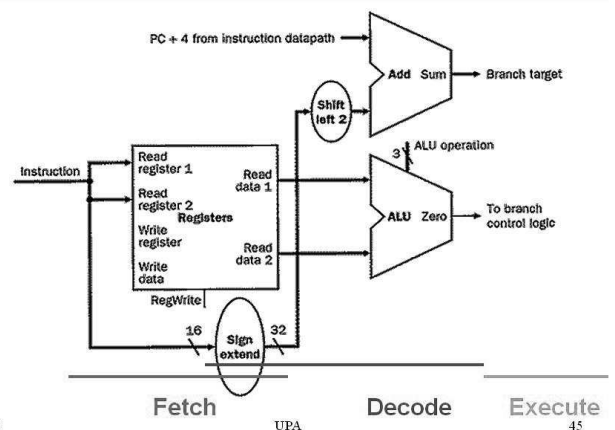 PC + 4 from instruction datapath
Add Sum
Branch target
Shift
left 2
3
ALU operation
Instruction
Read
register 1
Read
register 2
Registers
Write
register
Write
data
Read
data 1
Read
data 2
ALU Zero
To branch
control logic
RegWrite
16
Sign
extend
32
Fetch
Decode
Execute
UPA
45